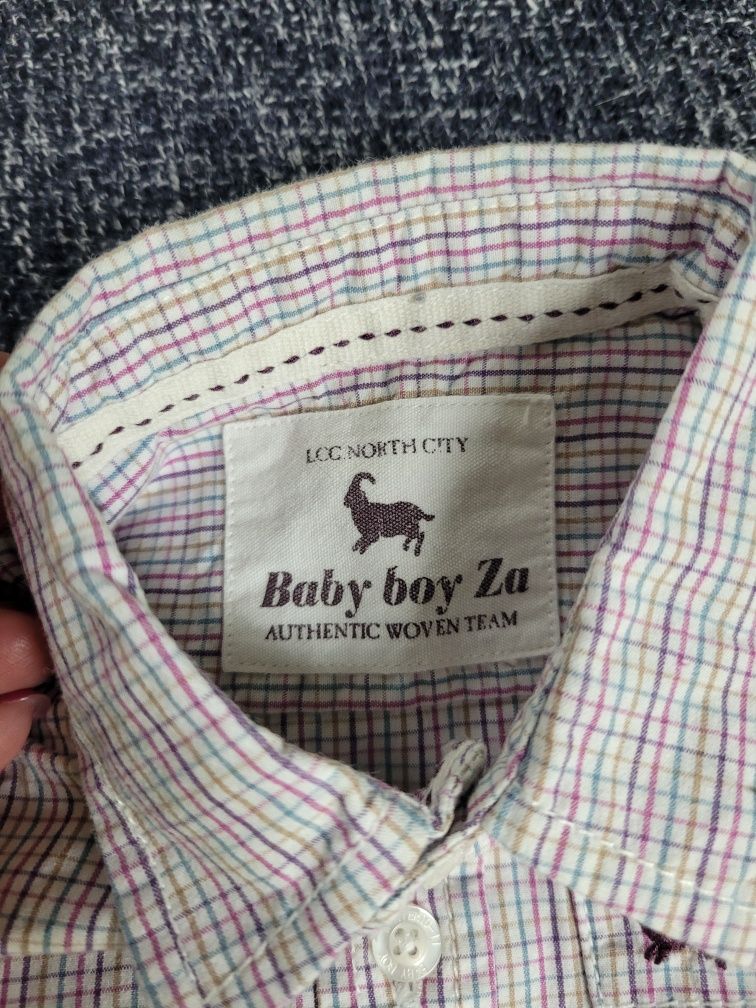 LCC NORTH CITY
Baby boy Za
AUTHENTIC WOVEN TEAM